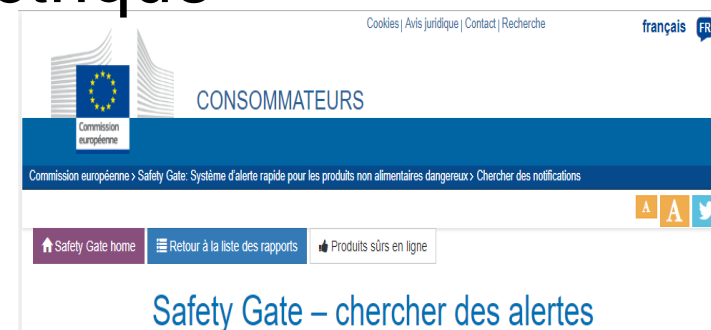 Cookies | Avis juridique | Contact | Recherche
français FR
CONSOMMATEURS
Commission
européenne
Commission européenne > Safety Gate: Système d'alerte rapide pour les produits non alimentaires dangereux > Chercher des notifications
A A
Safety Gate home
Retour à la liste des rapports
Produits sûrs en ligne
Safety Gate – chercher des alertes